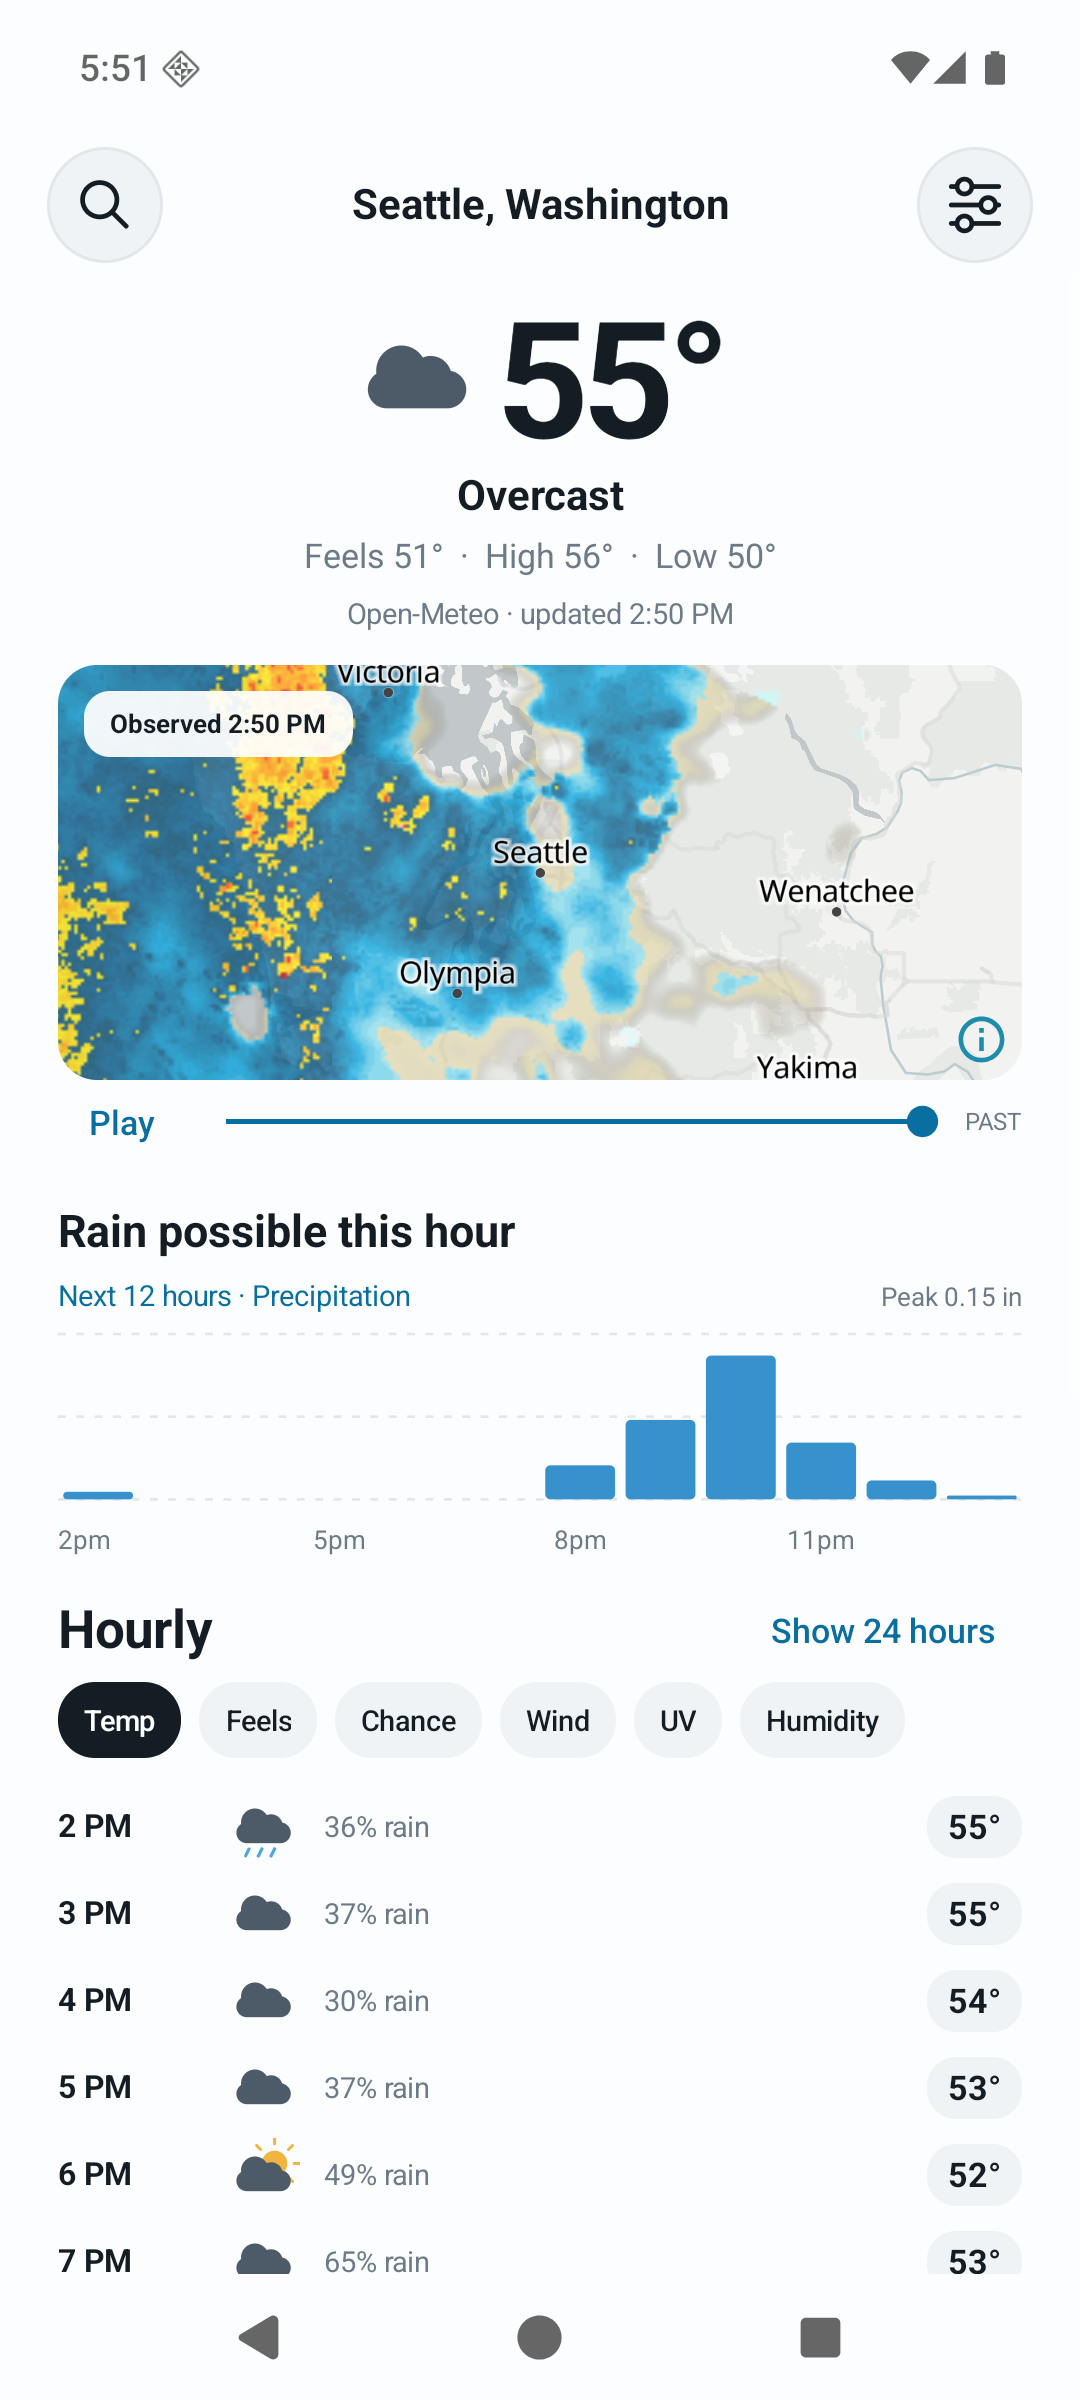 5:51
Seattle, Washington
55°
Overcast
Feels 51° · High 56° · Low 50°
Open-Meteo · updated 2:50 PM
Victoria
Observed 2:50 PM
Seattle
Wenatchee
Olympia
Yakima
Play
PAST
Rain possible this hour
Next 12 hours · Precipitation
Peak 0.15 in
2pm 5pm 8pm 11pm
Hourly
Show 24 hours
Temp Feels Chance Wind UV Humidity
2 PM 36% rain 55°
3 PM 37% rain 55°
4 PM 30% rain 54°
5 PM 37% rain 53°
6 PM 49% rain 52°
7 PM 65% rain 53°